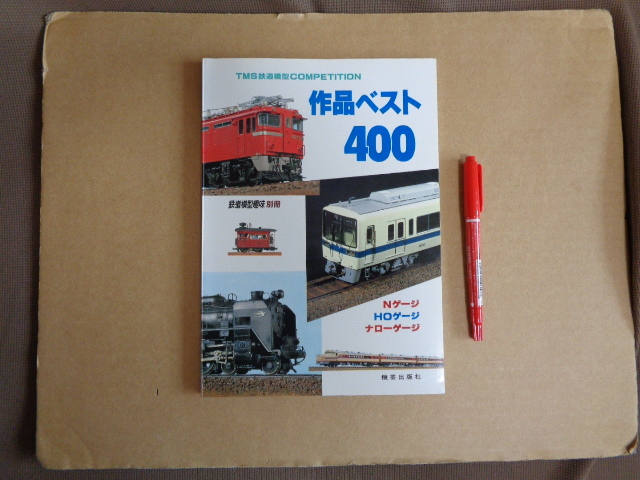 TMS鉄道模型COMPETITION
作品ベスト
400
鉄道模型趣味 別冊
Nゲージ
HOゲージ
ナローゲージ
機芸出版社